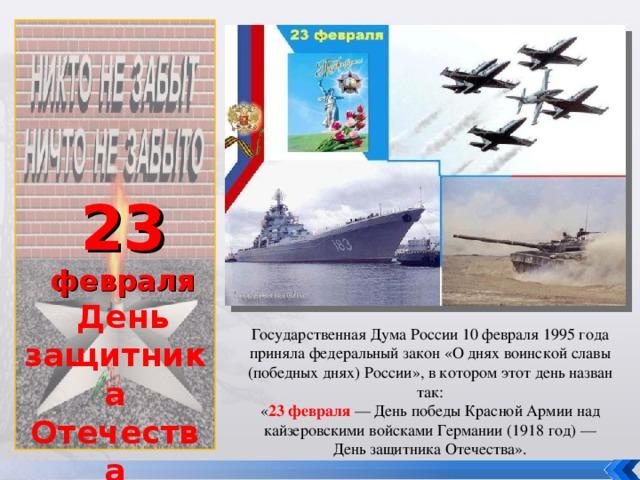 НИКТО НЕ ЗАБЫТ
НИЧТО НЕ ЗАБЫТО
23
февраля
День
защитник
а
Отечеств
а
23 февраля
183
Государственная Дума России 10 февраля 1995 года
приняла федеральный закон «О днях воинской славы
(победных днях) России», в котором этот день назван
так:
«23 февраля — День победы Красной Армии над
кайзеровскими войсками Германии (1918 год) —
День защитника Отечества».